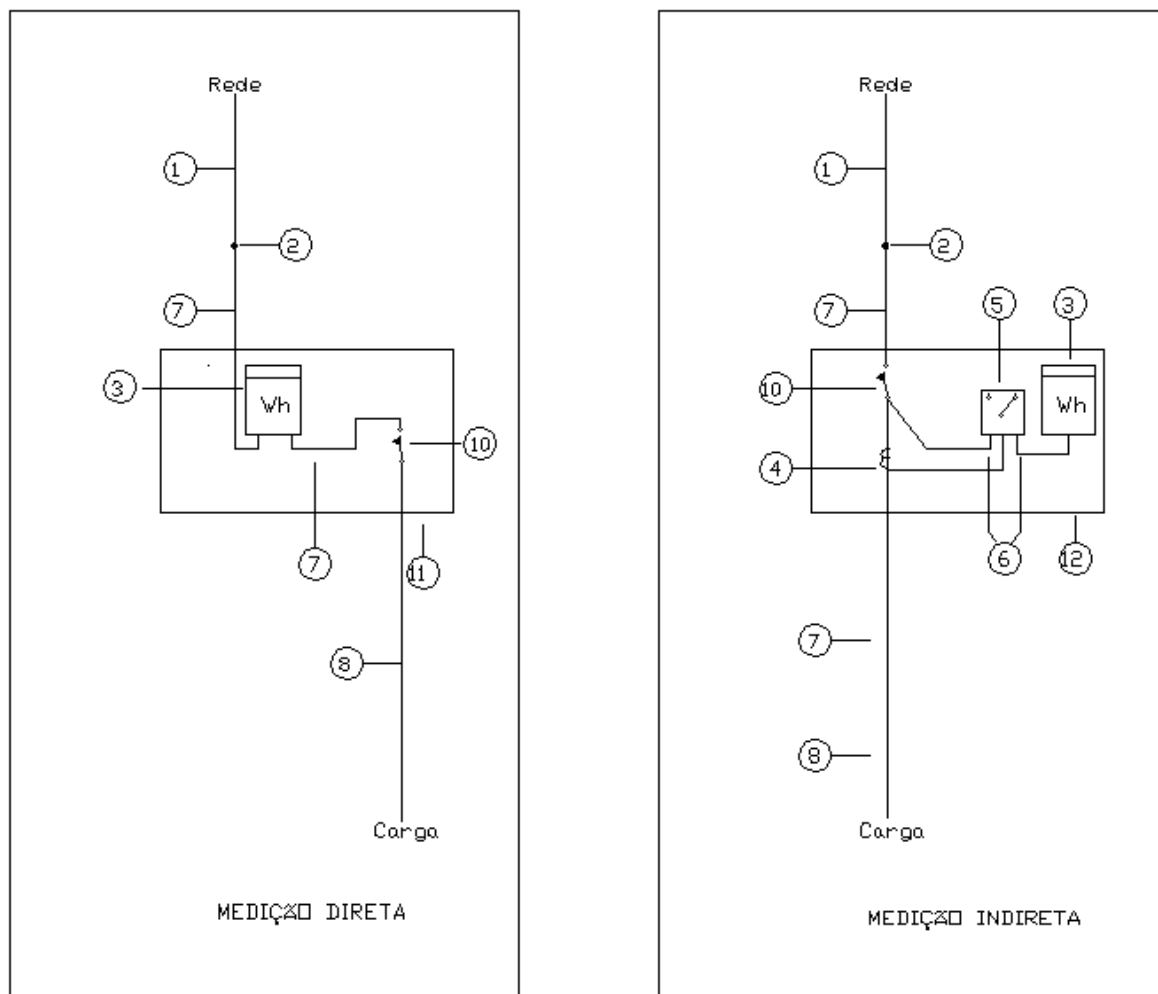 Rede
1
2
7
3
Wh
10
7
11
8
Carga
MEDIÇÃO DIRETA
Rede
1
2
7
5
3
10
Wh
4
6
12
7
8
Carga
MEDIÇÃO INDIRETA